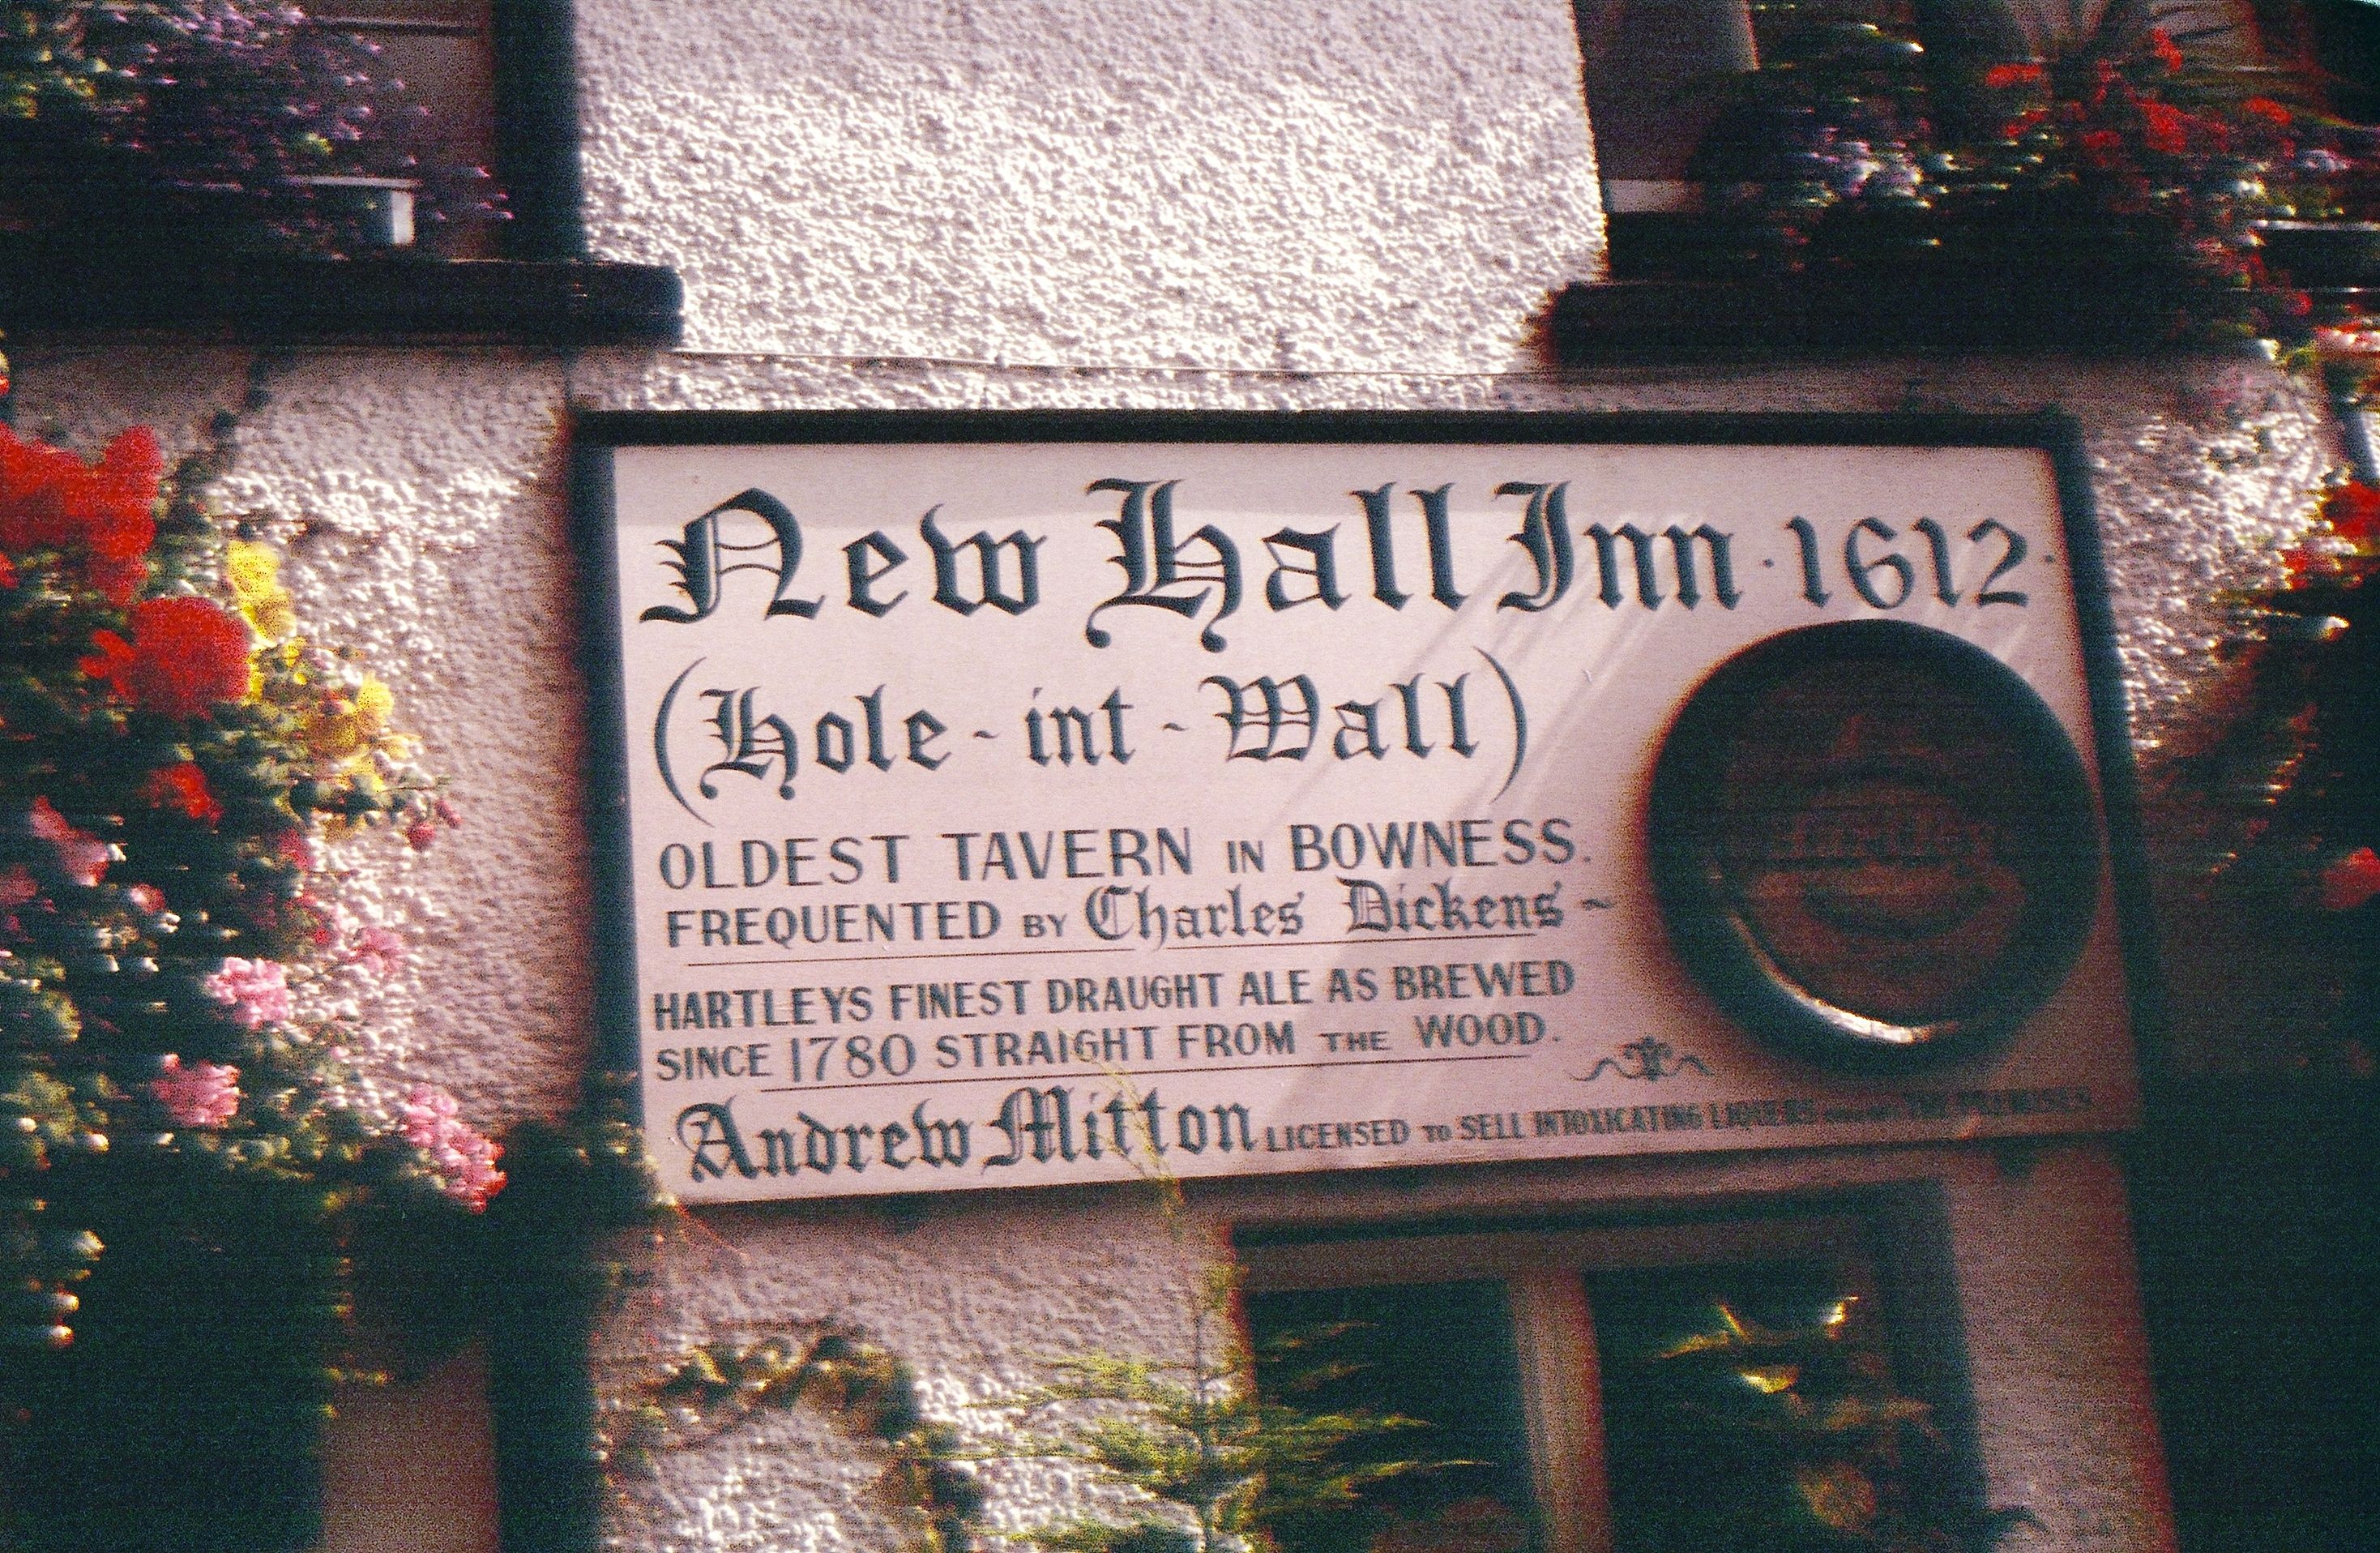 New Hall Inn · 1612 ·
(Hole - int - Wall)
OLDEST TAVERN IN BOWNESS.
FREQUENTED BY Charles Dickens ~
HARTLEYS FINEST DRAUGHT ALE AS BREWED
SINCE 1780 STRAIGHT FROM THE WOOD.
Andrew Mitton LICENSED TO SELL INTOXICATING LIQUERS